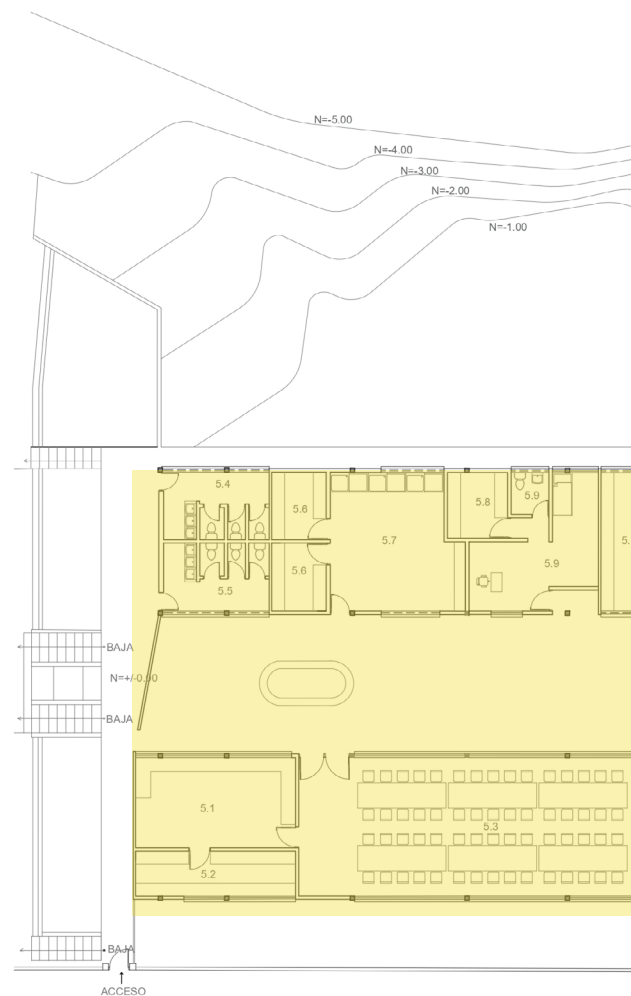 N=-5.00
N=-4.00
N=-3.00
N=-2.00
N=-1.00
5.4
5.6
5.7
5.8
5.9
5.5
5.6
5.9
BAJA
N=+/-0.00
BAJA
5.1
5.3
5.2
BAJA
ACCESO